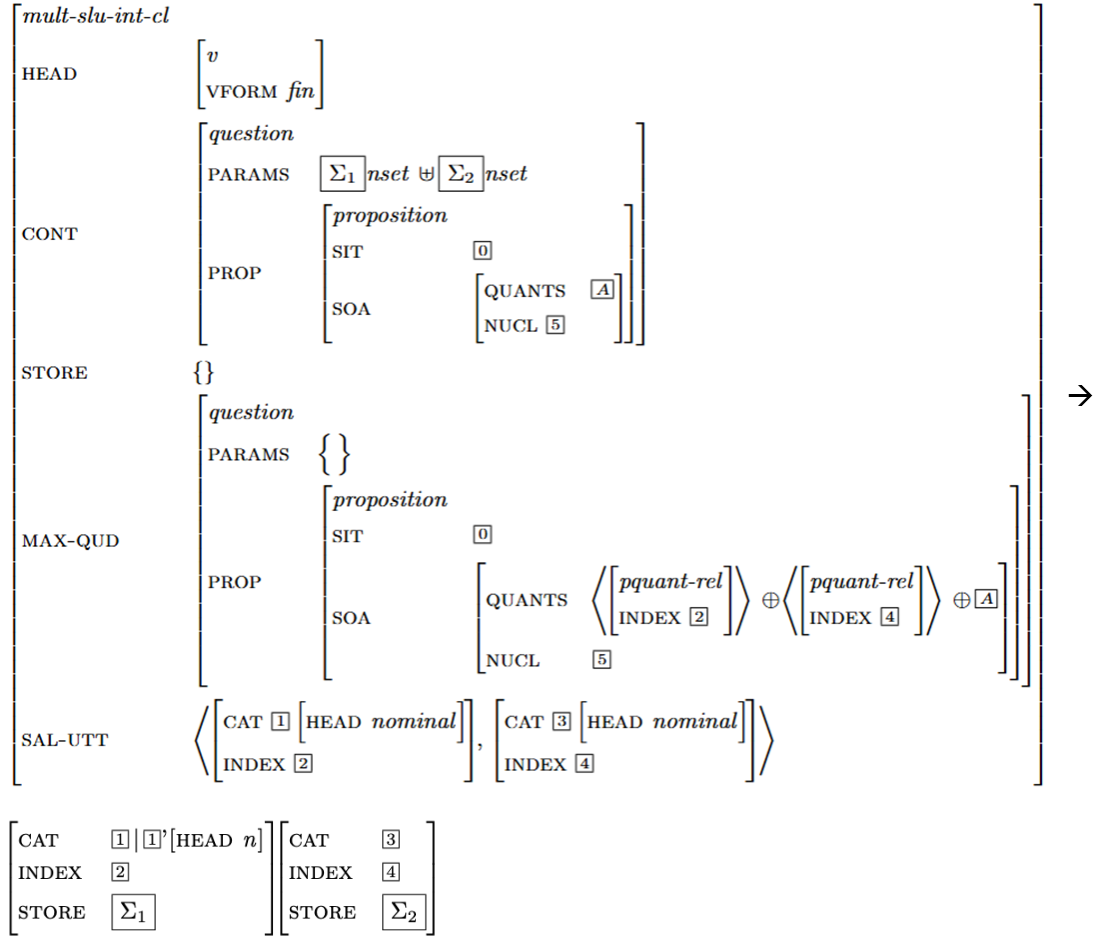 mult-slu-int-cl
HEAD [v
VFORM fin]
CONT [question
PARAMS Σ₁ nset ⊎ Σ₂ nset
PROP [proposition
SIT 0
SOA [QUANTS A
NUCL 5]]]
STORE {}
MAX-QUD [question
PARAMS { }
PROP [proposition
SIT 0
SOA [QUANTS ⟨[pquant-rel INDEX 2]⟩ ⊕ ⟨[pquant-rel INDEX 4]⟩ ⊕ A
NUCL 5]]]
SAL-UTT ⟨[CAT 1 [HEAD nominal] INDEX 2], [CAT 3 [HEAD nominal] INDEX 4]⟩
→
[CAT 1 | 1'[HEAD n]] [CAT 3
INDEX 2 INDEX 4
STORE Σ₁] STORE Σ₂]